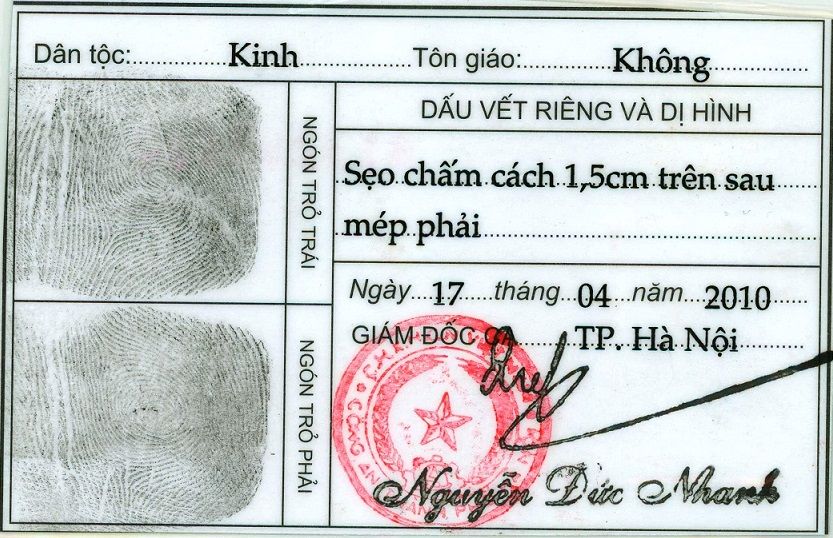 Dân tộc: Kinh Tôn giáo: Không
NGÓN TRỎ TRÁI
DẤU VẾT RIÊNG VÀ DỊ HÌNH
Sẹo chấm cách 1,5cm trên sau
mép phải
NGÓN TRỎ PHẢI
Ngày 17 tháng 04 năm 2010
GIÁM ĐỐC CA TP. Hà Nội
Nguyễn Đức Nhanh